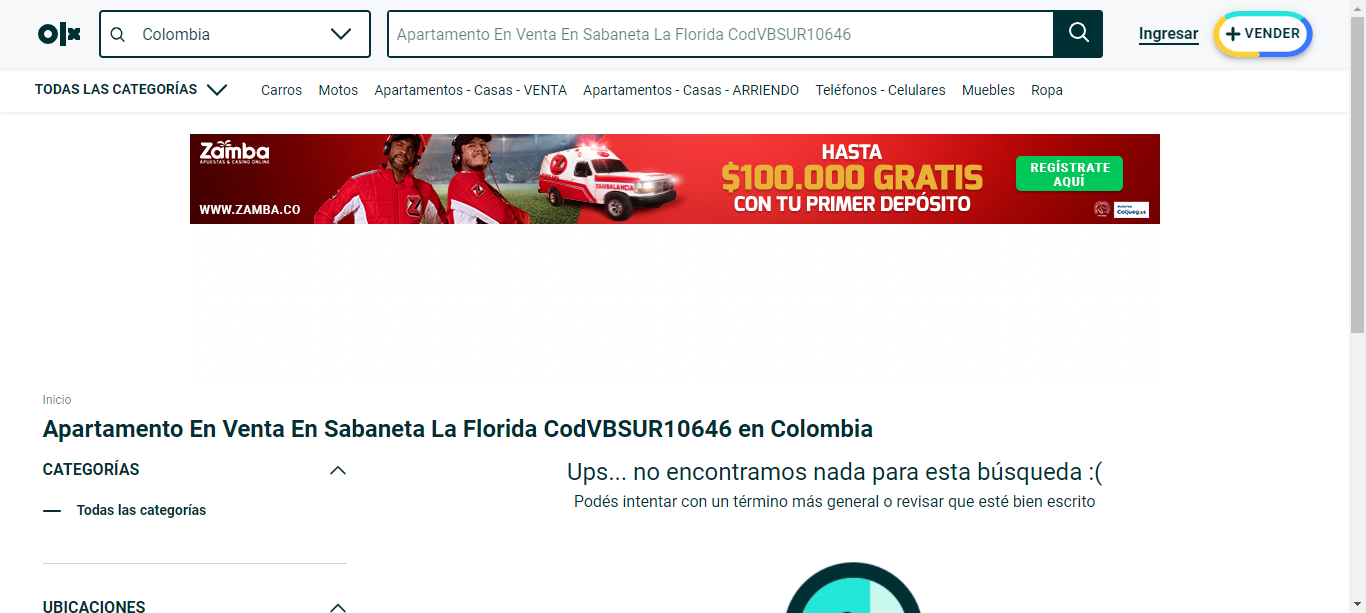 olx
Colombia
Apartamento En Venta En Sabaneta La Florida CodVBSUR10646
Ingresar
VENDER
TODAS LAS CATEGORÍAS
Carros
Motos
Apartamentos - Casas - VENTA
Apartamentos - Casas - ARRIENDO
Teléfonos - Celulares
Muebles
Ropa
Zamba
APUESTAS & CASINO ONLINE
WWW.ZAMBA.CO
ZAMBULANCIA
HASTA
$100.000 GRATIS
CON TU PRIMER DEPÓSITO
REGÍSTRATE
AQUÍ
Coljuegos
Inicio
Apartamento En Venta En Sabaneta La Florida CodVBSUR10646 en Colombia
CATEGORÍAS
Todas las categorías
Ups... no encontramos nada para esta búsqueda :(
Podés intentar con un término más general o revisar que esté bien escrito
UBICACIONES